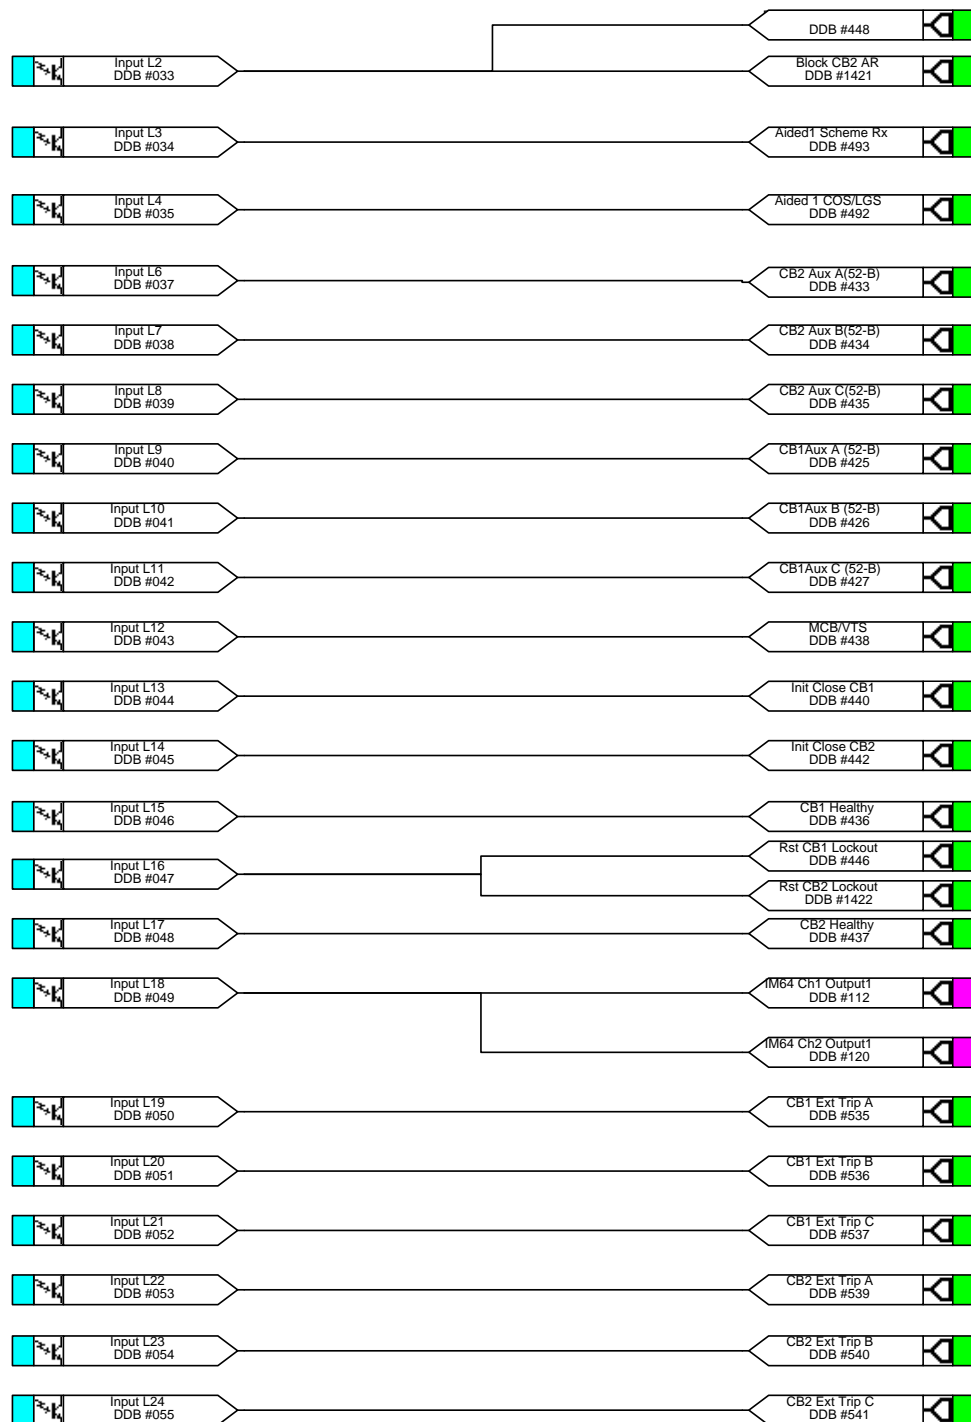 DDB #448
Input L2
DDB #033
Block CB2 AR
DDB #1421
Input L3
DDB #034
Aided1 Scheme Rx
DDB #493
Input L4
DDB #035
Aided 1 COS/LGS
DDB #492
Input L6
DDB #037
CB2 Aux A(52-B)
DDB #433
Input L7
DDB #038
CB2 Aux B(52-B)
DDB #434
Input L8
DDB #039
CB2 Aux C(52-B)
DDB #435
Input L9
DDB #040
CB1Aux A (52-B)
DDB #425
Input L10
DDB #041
CB1Aux B (52-B)
DDB #426
Input L11
DDB #042
CB1Aux C (52-B)
DDB #427
Input L12
DDB #043
MCB/VTS
DDB #438
Input L13
DDB #044
Init Close CB1
DDB #440
Input L14
DDB #045
Init Close CB2
DDB #442
Input L15
DDB #046
CB1 Healthy
DDB #436
Input L16
DDB #047
Rst CB1 Lockout
DDB #446
Rst CB2 Lockout
DDB #1422
Input L17
DDB #048
CB2 Healthy
DDB #437
Input L18
DDB #049
IM64 Ch1 Output1
DDB #112
IM64 Ch2 Output1
DDB #120
Input L19
DDB #050
CB1 Ext Trip A
DDB #535
Input L20
DDB #051
CB1 Ext Trip B
DDB #536
Input L21
DDB #052
CB1 Ext Trip C
DDB #537
Input L22
DDB #053
CB2 Ext Trip A
DDB #539
Input L23
DDB #054
CB2 Ext Trip B
DDB #540
Input L24
DDB #055
CB2 Ext Trip C
DDB #541